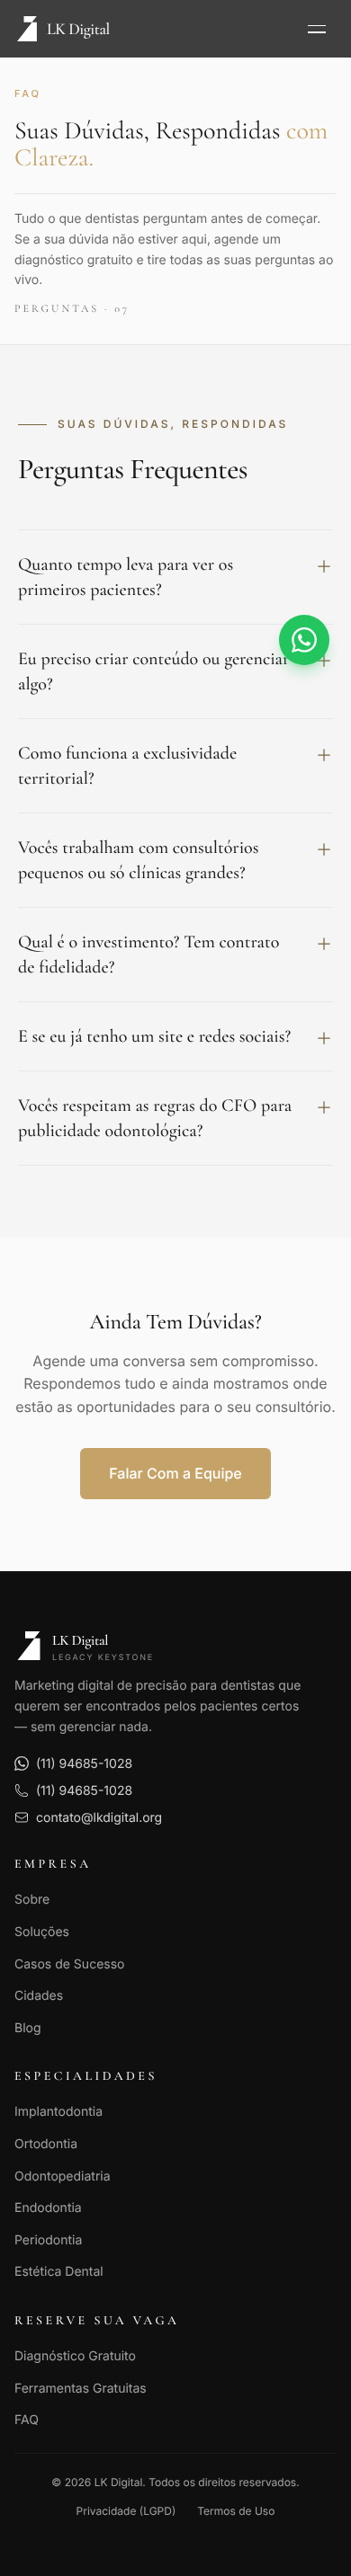 LK Digital
FAQ
Suas Dúvidas, Respondidas com
Clareza.
Tudo o que dentistas perguntam antes de começar.
Se a sua dúvida não estiver aqui, agende um
diagnóstico gratuito e tire todas as suas perguntas ao
vivo.
PERGUNTAS · 07
SUAS DÚVIDAS, RESPONDIDAS
Perguntas Frequentes
Quanto tempo leva para ver os
primeiros pacientes?
Eu preciso criar conteúdo ou gerenciar
algo?
Como funciona a exclusividade
territorial?
Vocês trabalham com consultórios
pequenos ou só clínicas grandes?
Qual é o investimento? Tem contrato
de fidelidade?
E se eu já tenho um site e redes sociais?
Vocês respeitam as regras do CFO para
publicidade odontológica?
Ainda Tem Dúvidas?
Agende uma conversa sem compromisso.
Respondemos tudo e ainda mostramos onde
estão as oportunidades para o seu consultório.
Falar Com a Equipe
LK Digital
LEGACY KEYSTONE
Marketing digital de precisão para dentistas que
querem ser encontrados pelos pacientes certos
— sem gerenciar nada.
(11) 94685-1028
(11) 94685-1028
contato@lkdigital.org
EMPRESA
Sobre
Soluções
Casos de Sucesso
Cidades
Blog
ESPECIALIDADES
Implantodontia
Ortodontia
Odontopediatria
Endodontia
Periodontia
Estética Dental
RESERVE SUA VAGA
Diagnóstico Gratuito
Ferramentas Gratuitas
FAQ
© 2026 LK Digital. Todos os direitos reservados.
Privacidade (LGPD) Termos de Uso